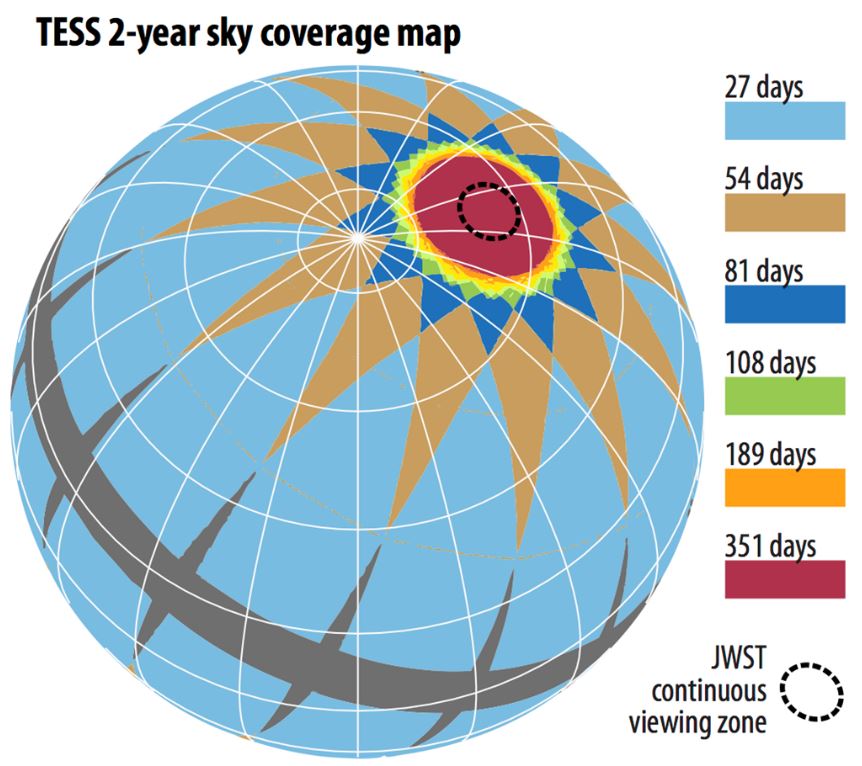 TESS 2-year sky coverage map
27 days
54 days
81 days
108 days
189 days
351 days
JWST
continuous
viewing zone